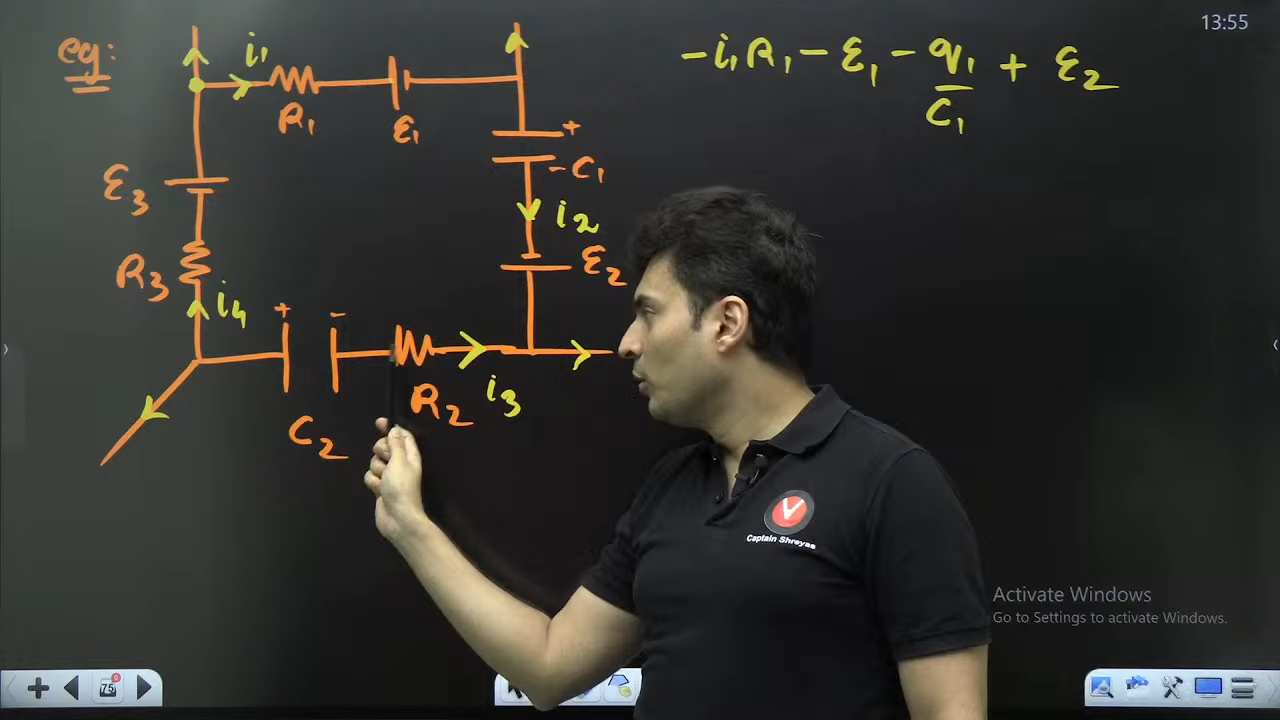 13:55
eg:
i₁
-i₁R₁ - ε₁ - q₁/C₁ + ε₂
R₁
ε₁
+
- C₁
ε₃
i₂
ε₂
R₃
i₄
+ -
R₂
i₃
C₂
V
Captain Shreyas
Activate Windows
Go to Settings to activate Windows.
75